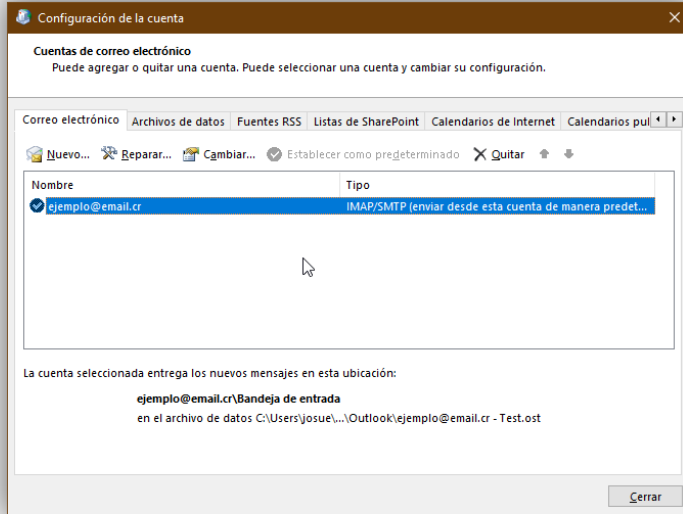 Configuración de la cuenta
Cuentas de correo electrónico
Puede agregar o quitar una cuenta. Puede seleccionar una cuenta y cambiar su configuración.
Correo electrónico Archivos de datos Fuentes RSS Listas de SharePoint Calendarios de Internet Calendarios pul
Nuevo... Reparar... Cambiar... Establecer como predeterminado Quitar
Nombre Tipo
ejemplo@email.cr IMAP/SMTP (enviar desde esta cuenta de manera predet...
La cuenta seleccionada entrega los nuevos mensajes en esta ubicación:
ejemplo@email.cr\Bandeja de entrada
en el archivo de datos C:\Users\josue\...\Outlook\ejemplo@email.cr - Test.ost
Cerrar